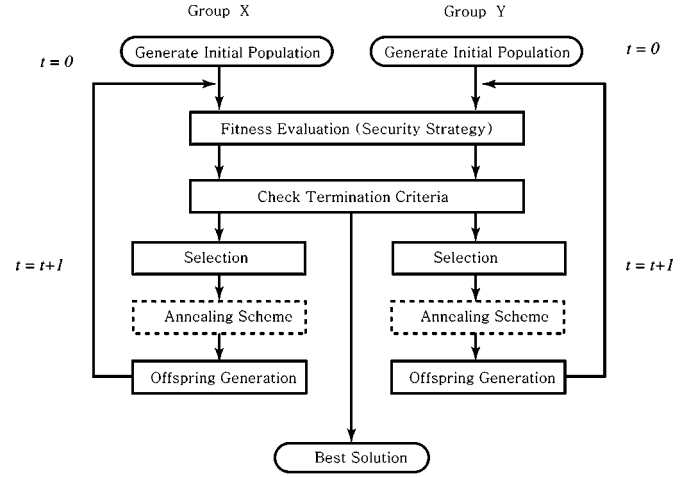 Group X
Group Y
Generate Initial Population
Generate Initial Population
t = 0
t = 0
Fitness Evaluation (Security Strategy)
Check Termination Criteria
Selection
Selection
t = t+1
t = t+1
Annealing Scheme
Annealing Scheme
Offspring Generation
Offspring Generation
Best Solution